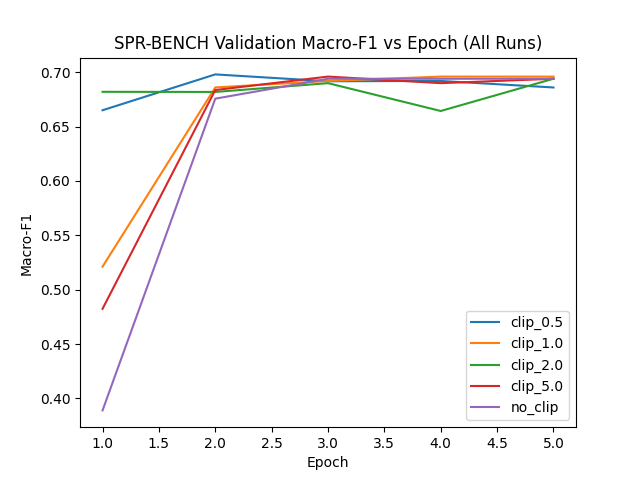 SPR-BENCH Validation Macro-F1 vs Epoch (All Runs)
Macro-F1
0.70
0.65
0.60
0.55
0.50
0.45
0.40
clip_0.5
clip_1.0
clip_2.0
clip_5.0
no_clip
1.0 1.5 2.0 2.5 3.0 3.5 4.0 4.5 5.0
Epoch